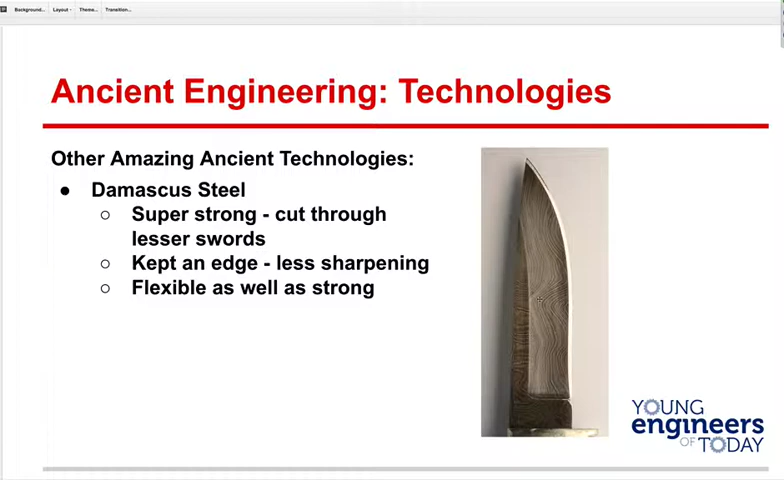 Background... Layout Theme... Transition...
Ancient Engineering: Technologies
Other Amazing Ancient Technologies:
● Damascus Steel
○ Super strong - cut through
lesser swords
○ Kept an edge - less sharpening
○ Flexible as well as strong
YOUNG
engineers
OF TODAY